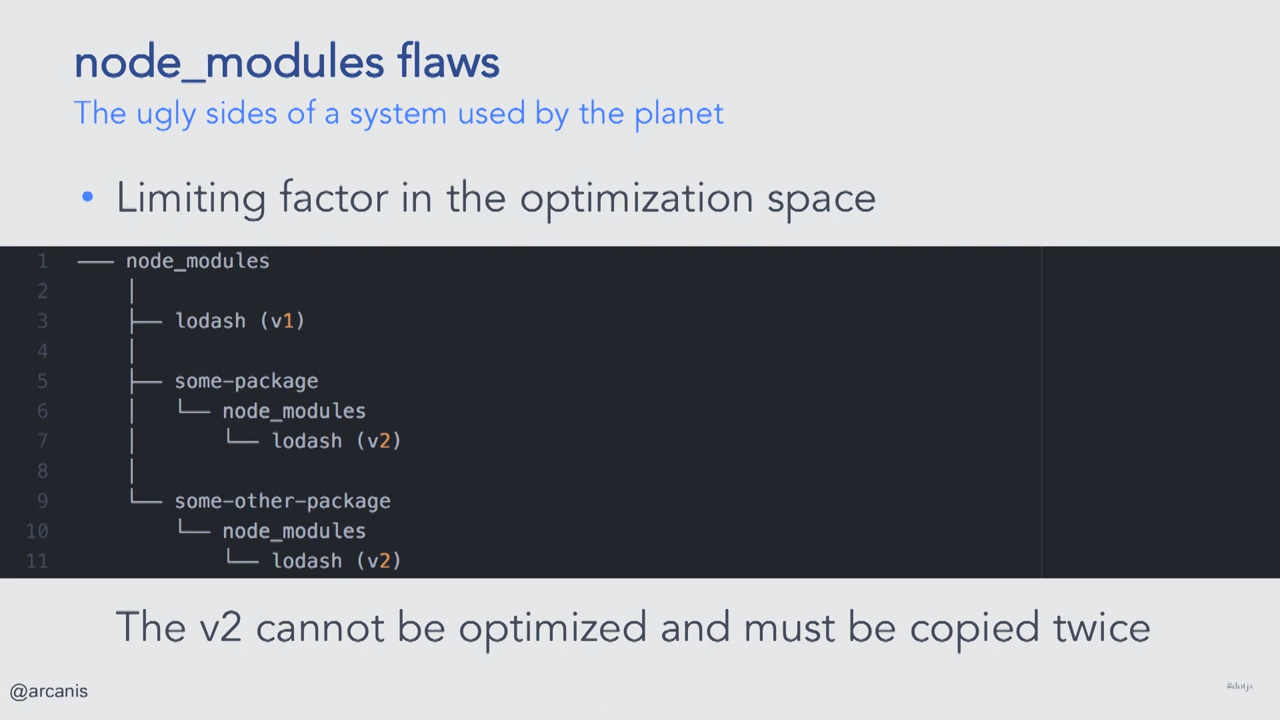 node_modules flaws
The ugly sides of a system used by the planet
• Limiting factor in the optimization space
1 ── node_modules
2 │
3 ├── lodash (v1)
4 │
5 ├── some-package
6 │ └── node_modules
7 │ └── lodash (v2)
8 │
9 └── some-other-package
10 └── node_modules
11 └── lodash (v2)
The v2 cannot be optimized and must be copied twice
@arcanis
#dotjs